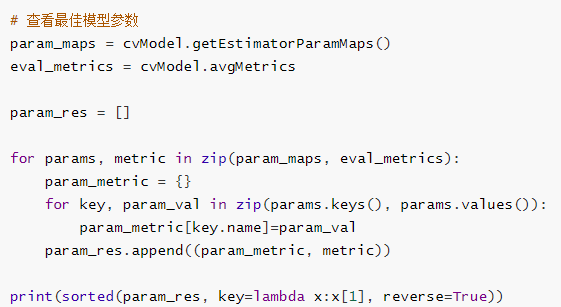 # 查看最佳模型参数
param_maps = cvModel.getEstimatorParamMaps()
eval_metrics = cvModel.avgMetrics

param_res = []

for params, metric in zip(param_maps, eval_metrics):
    param_metric = {}
    for key, param_val in zip(params.keys(), params.values()):
        param_metric[key.name]=param_val
    param_res.append((param_metric, metric))

print(sorted(param_res, key=lambda x:x[1], reverse=True))